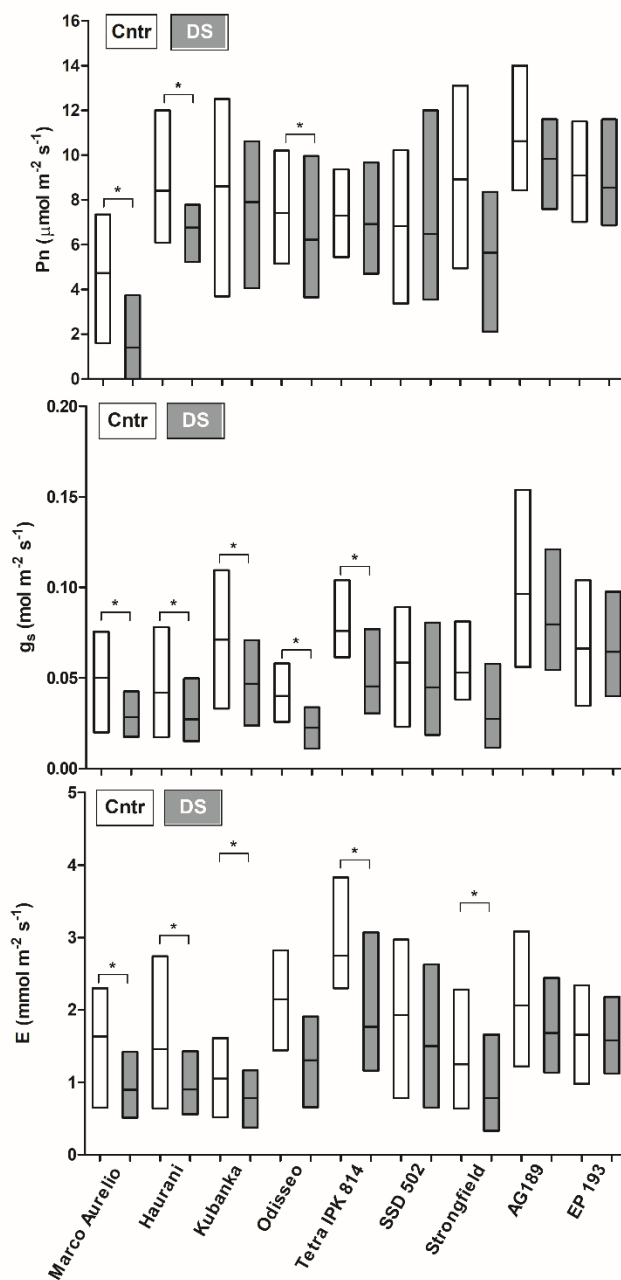 Cntr DS
Pn (μmol m-2 s-1)
16
14
12
10
8
6
4
2
0
*
*
*
Cntr DS
gs (mol m-2 s-1)
0.20
0.15
0.10
0.05
0.00
*
*
*
*
*
Cntr DS
E (mmol m-2 s-1)
5
4
3
2
1
0
*
*
*
*
*
Marco Aurelio
Haurani
Kubanka
Odisseo
Tetra IPK 814
SSD 502
Strongfield
AG189
EP 193